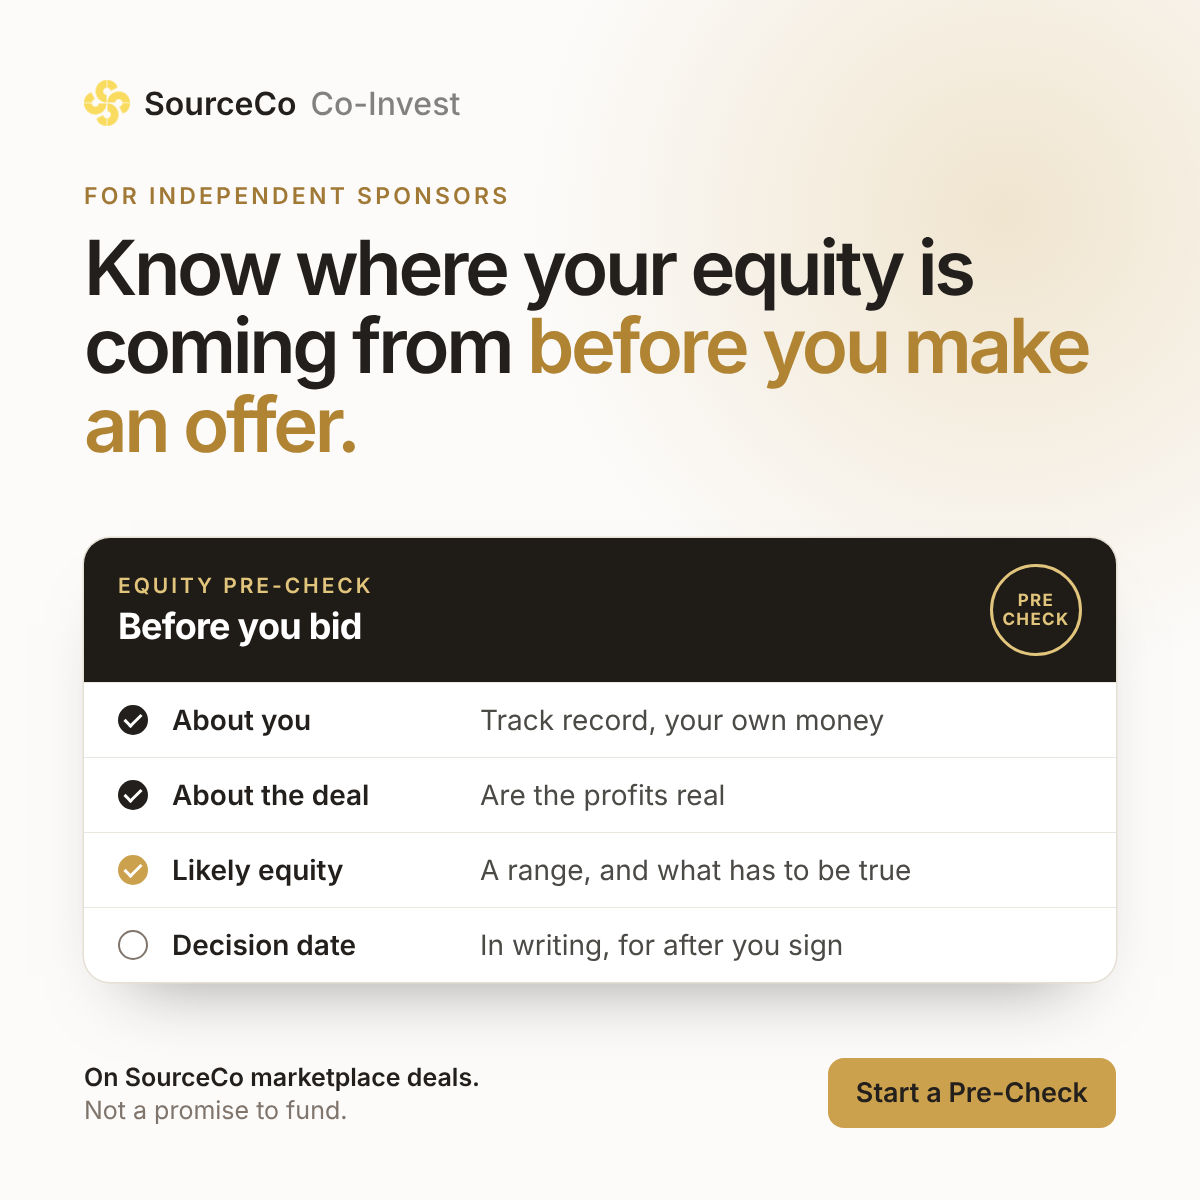 SourceCo Co-Invest
FOR INDEPENDENT SPONSORS
Know where your equity is
coming from before you make
an offer.
EQUITY PRE-CHECK
Before you bid
PRE
CHECK
About you Track record, your own money
About the deal Are the profits real
Likely equity A range, and what has to be true
Decision date In writing, for after you sign
On SourceCo marketplace deals.
Not a promise to fund.
Start a Pre-Check